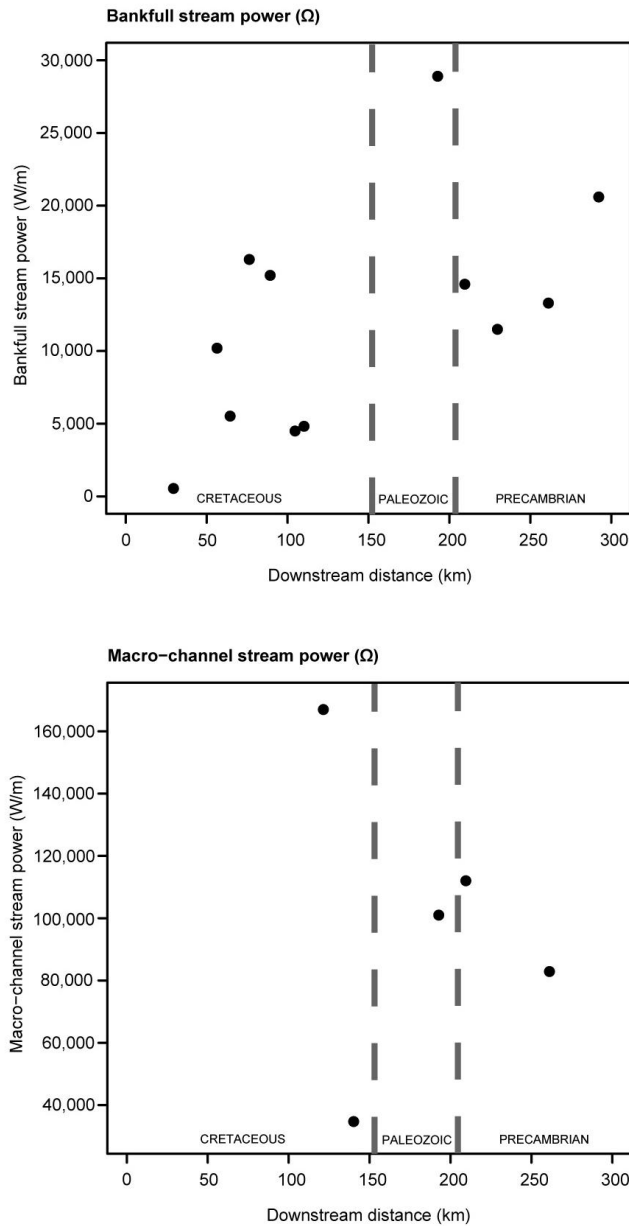 Bankfull stream power (Ω)
Bankfull stream power (W/m)
30,000
25,000
20,000
15,000
10,000
5,000
0
CRETACEOUS
PALEOZOIC
PRECAMBRIAN
0 50 100 150 200 250 300
Downstream distance (km)
Macro−channel stream power (Ω)
Macro−channel stream power (W/m)
160,000
140,000
120,000
100,000
80,000
60,000
40,000
CRETACEOUS
PALEOZOIC
PRECAMBRIAN
0 50 100 150 200 250 300
Downstream distance (km)